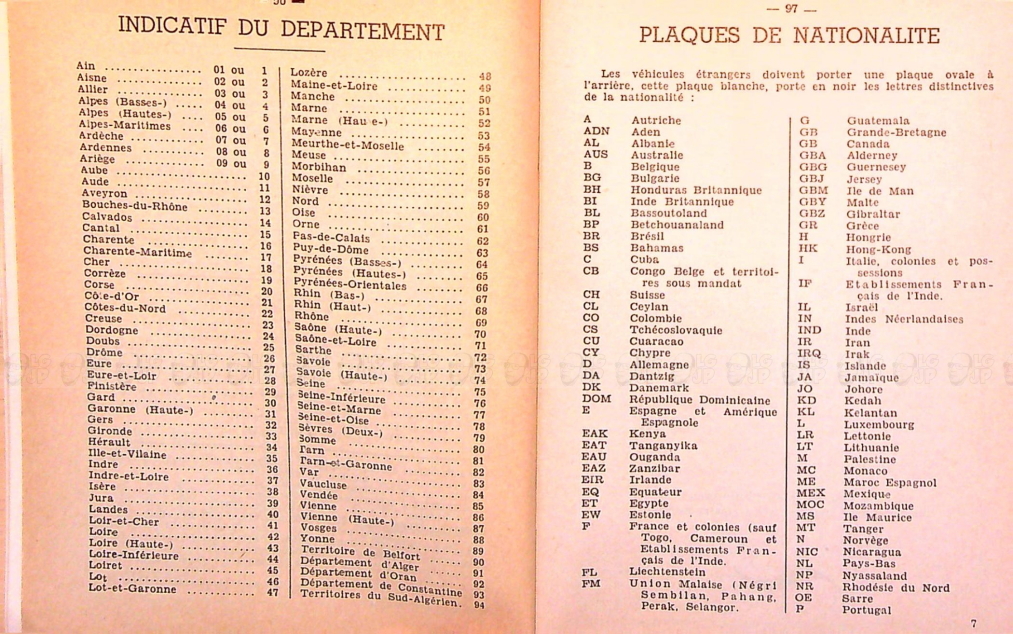 INDICATIF DU DEPARTEMENT
Ain .................. 01 ou 1
Aisne ................ 02 ou 2
Allier ............... 03 ou 3
Alpes (Basses-) ..... 04 ou 4
Alpes (Hautes-) ..... 05 ou 5
Alpes-Maritimes ..... 06 ou 6
Ardèche .............. 07 ou 7
Ardennes ............. 08 ou 8
Ariège ............... 09 ou 9
Aube .................... 10
Aude .................... 11
Aveyron ................. 12
Bouches-du-Rhône ........ 13
Calvados ................ 14
Cantal .................. 15
Charente ................ 16
Charente-Maritime ....... 17
Cher .................... 18
Corrèze ................. 19
Corse ................... 20
Côte-d'Or ............... 21
Côtes-du-Nord ........... 22
Creuse .................. 23
Dordogne ................ 24
Doubs ................... 25
Drôme ................... 26
Eure .................... 27
Eure-et-Loir ............ 28
Finistère ............... 29
Gard .................... 30
Garonne (Haute-) ........ 31
Gers .................... 32
Gironde ................. 33
Hérault ................. 34
Ille-et-Vilaine ......... 35
Indre ................... 36
Indre-et-Loire .......... 37
Isère ................... 38
Jura .................... 39
Landes .................. 40
Loir-et-Cher ............ 41
Loire ................... 42
Loire (Haute-) .......... 43
Loire-Inférieure ........ 44
Loiret .................. 45
Lot ..................... 46
Lot-et-Garonne .......... 47
Lozère .................. 48
Maine-et-Loire .......... 49
Manche .................. 50
Marne ................... 51
Marne (Hau e-) .......... 52
Mayenne ................. 53
Meurthe-et-Moselle ...... 54
Meuse ................... 55
Morbihan ................ 56
Moselle ................. 57
Nièvre .................. 58
Nord .................... 59
Oise .................... 60
Orne .................... 61
Pas-de-Calais ........... 62
Puy-de-Dôme ............. 63
Pyrénées (Basses-) ...... 64
Pyrénées (Hautes-) ...... 65
Pyrénées-Orientales ..... 66
Rhin (Bas-) ............. 67
Rhin (Haut-) ............ 68
Rhône ................... 69
Saône (Haute-) .......... 70
Saône-et-Loire .......... 71
Sarthe .................. 72
Savoie .................. 73
Savoie (Haute-) ......... 74
Seine ................... 75
Seine-Inférieure ........ 76
Seine-et-Marne .......... 77
Seine-et-Oise ........... 78
Sèvres (Deux-) .......... 79
Somme ................... 80
Tarn .................... 81
Tarn-et-Garonne ......... 82
Var ..................... 83
Vaucluse ................ 84
Vendée .................. 85
Vienne .................. 86
Vienne (Haute-) ......... 87
Vosges .................. 88
Yonne ................... 89
Territoire de Belfort ... 90
Département d'Alger ..... 91
Département d'Oran ...... 92
Département de Constantine 93
Territoires du Sud-Algérien. 94
— 97 —
PLAQUES DE NATIONALITE
Les véhicules étrangers doivent porter une plaque ovale à
l'arrière, cette plaque blanche, porte en noir les lettres distinctives
de la nationalité :
A Autriche
ADN Aden
AL Albanie
AUS Australie
B Belgique
BG Bulgarie
BH Honduras Britannique
BI Inde Britannique
BL Bassoutoland
BP Betchouanaland
BR Brésil
BS Bahamas
C Cuba
CB Congo Belge et territoi-
res sous mandat
CH Suisse
CL Ceylan
CO Colombie
CS Tchécoslovaquie
CU Cuaracao
CY Chypre
D Allemagne
DA Dantzig
DK Danemark
DOM République Dominicaine
E Espagne et Amérique
Espagnole
EAK Kenya
EAT Tanganyika
EAU Ouganda
EAZ Zanzibar
EIR Irlande
EQ Equateur
ET Egypte
EW Estonie
F France et colonies (sauf
Togo, Cameroun et
Etablissements Fran-
çais de l'Inde.
FL Liechtenstein
FM Union Malaise (Négri
Sembilan, Pahang,
Perak, Selangor.
G Guatemala
GB Grande-Bretagne
GB Canada
GBA Alderney
GBG Guernesey
GBJ Jersey
GBM Ile de Man
GBY Malte
GBZ Gibraltar
GR Grèce
H Hongrie
HK Hong-Kong
I Italie, colonies et pos-
sessions
IF Etablissements Fran-
çais de l'Inde.
IL Israël
IN Indes Néerlandaises
IND Inde
IR Iran
IRQ Irak
IS Islande
JA Jamaïque
JO Johore
KD Kedah
KL Kelantan
L Luxembourg
LR Lettonie
LT Lithuanie
M Palestine
MC Monaco
ME Maroc Espagnol
MEX Mexique
MOC Mozambique
MS Ile Maurice
MT Tanger
N Norvège
NIC Nicaragua
NL Pays-Bas
NP Nyassaland
NR Rhodésie du Nord
OE Sarre
P Portugal
7